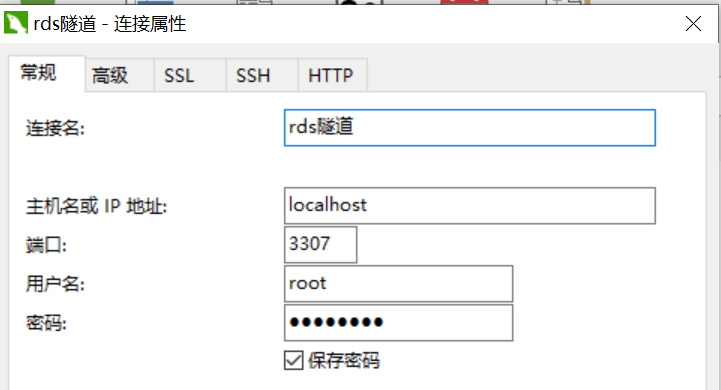 rds隧道 - 连接属性
常规 高级 SSL SSH HTTP
连接名: rds隧道
主机名或 IP 地址: localhost
端口: 3307
用户名: root
密码: ●●●●●●●●
保存密码